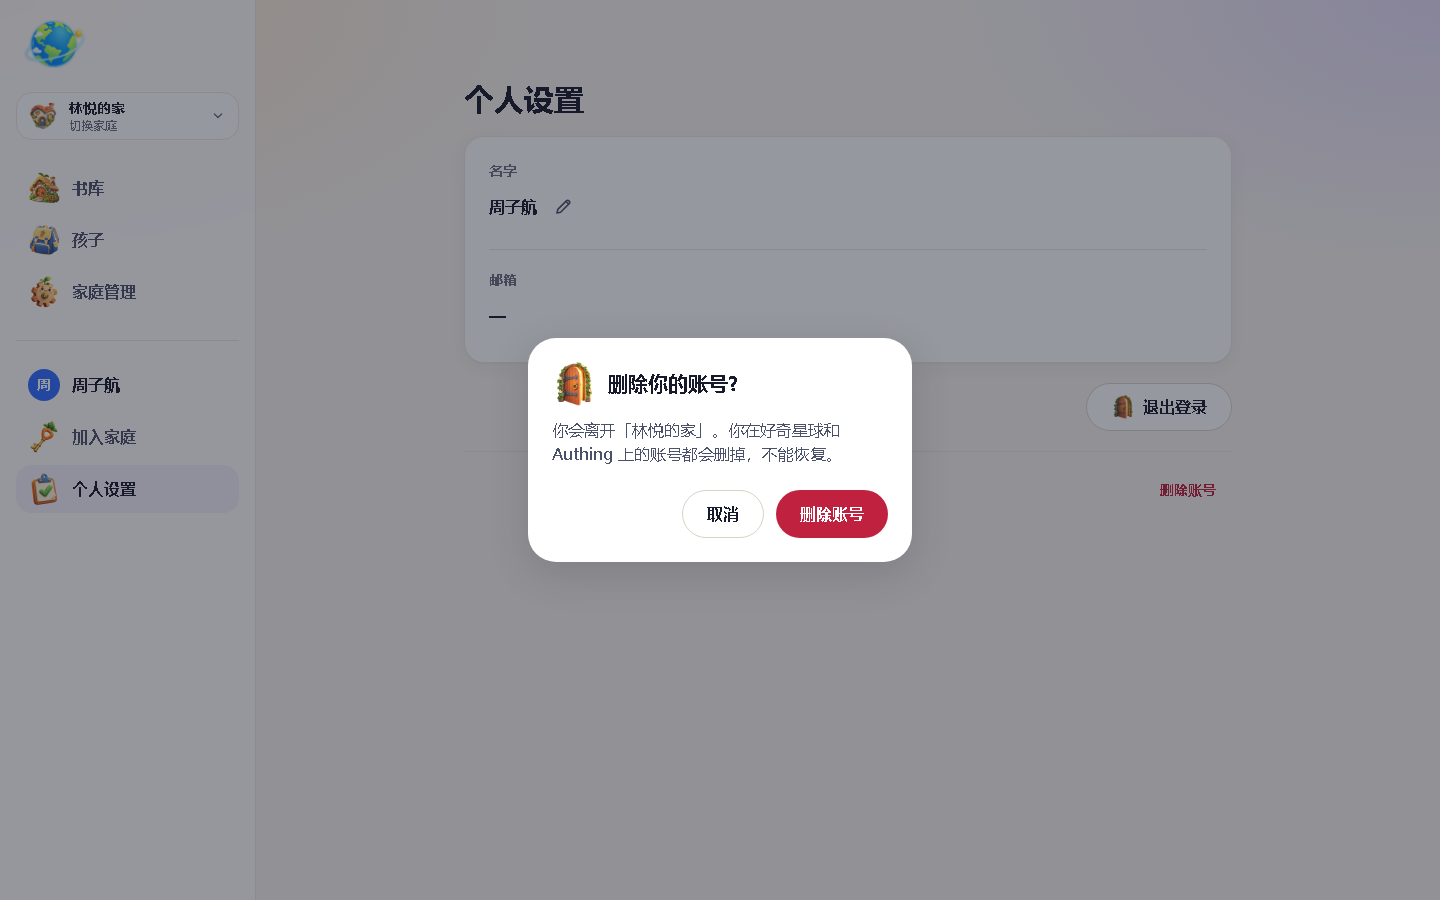 林悦的家
切换家庭
书库
孩子
家庭管理
周
周子航
加入家庭
个人设置
个人设置
名字
周子航
邮箱
—
退出登录
删除账号
删除你的账号?
你会离开「林悦的家」。你在好奇星球和
Authing 上的账号都会删掉，不能恢复。
取消
删除账号